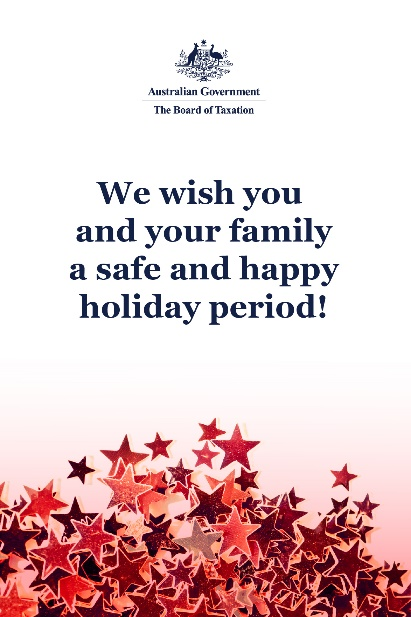 Australian Government
The Board of Taxation
We wish you
and your family
a safe and happy
holiday period!